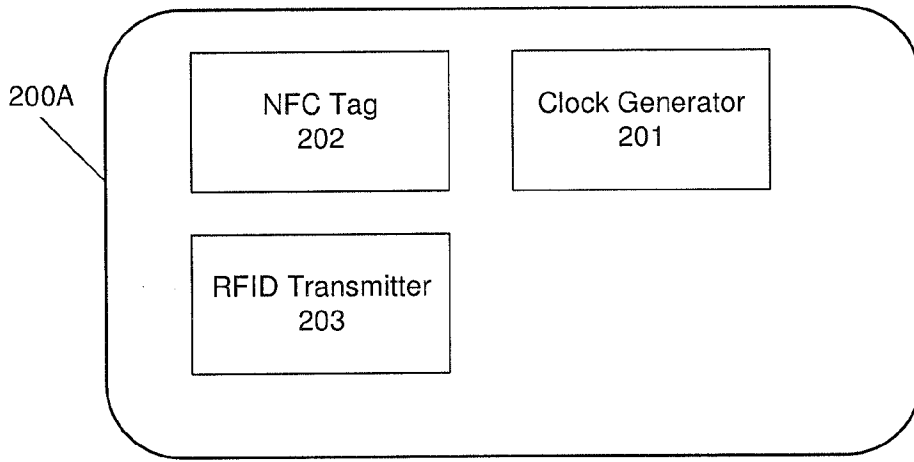 200A
NFC Tag
202
Clock Generator
201
RFID Transmitter
203